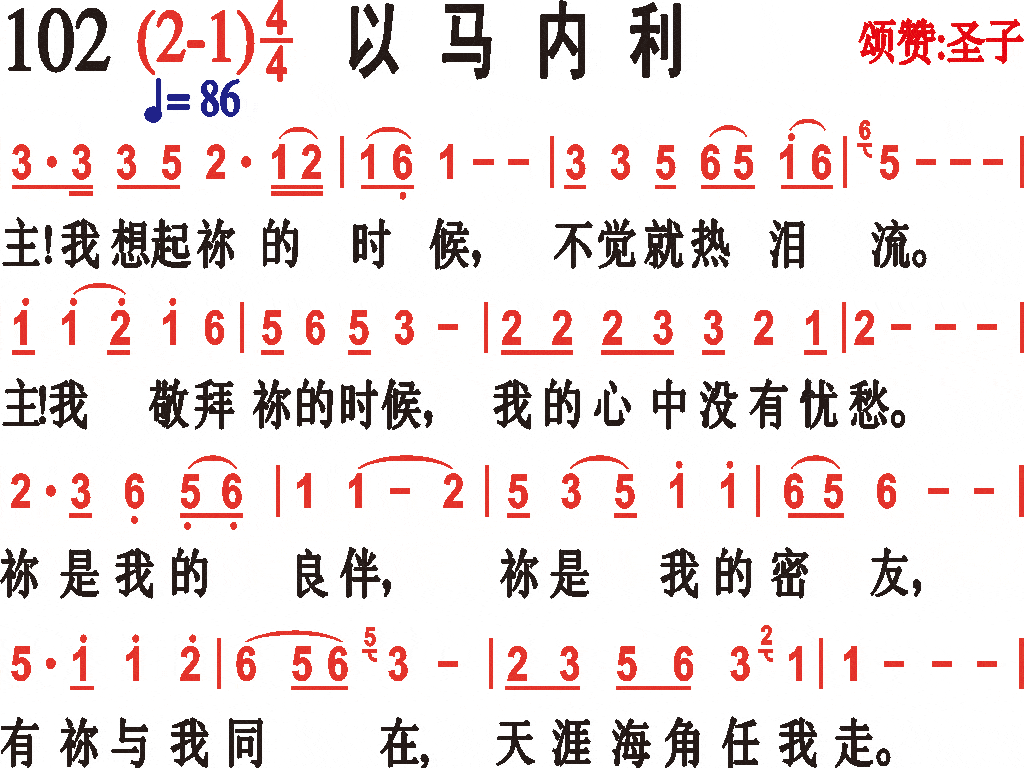 102 (2-1) 4/4 以马内利 颂赞:圣子
♩= 86
3·3 3 5 2·1 2 | 1 6 1 - - | 3 3 5 6 5 1 6 | 6 5 - - - |
主!我想起祢的时候,不觉就热泪流。
1 1 2 1 6 | 5 6 5 3 - | 2 2 2 3 3 2 1 | 2 - - - |
主!我敬拜祢的时候,我的心中没有忧愁。
2·3 6 5 6 | 1 1 - 2 | 5 3 5 1 1 | 6 5 6 - - |
祢是我的良伴,祢是我的密友,
5·1 1 2 | 6 5 6 5 3 - | 2 3 5 6 3 2 1 | 1 - - - |
有祢与我同在,天涯海角任我走。